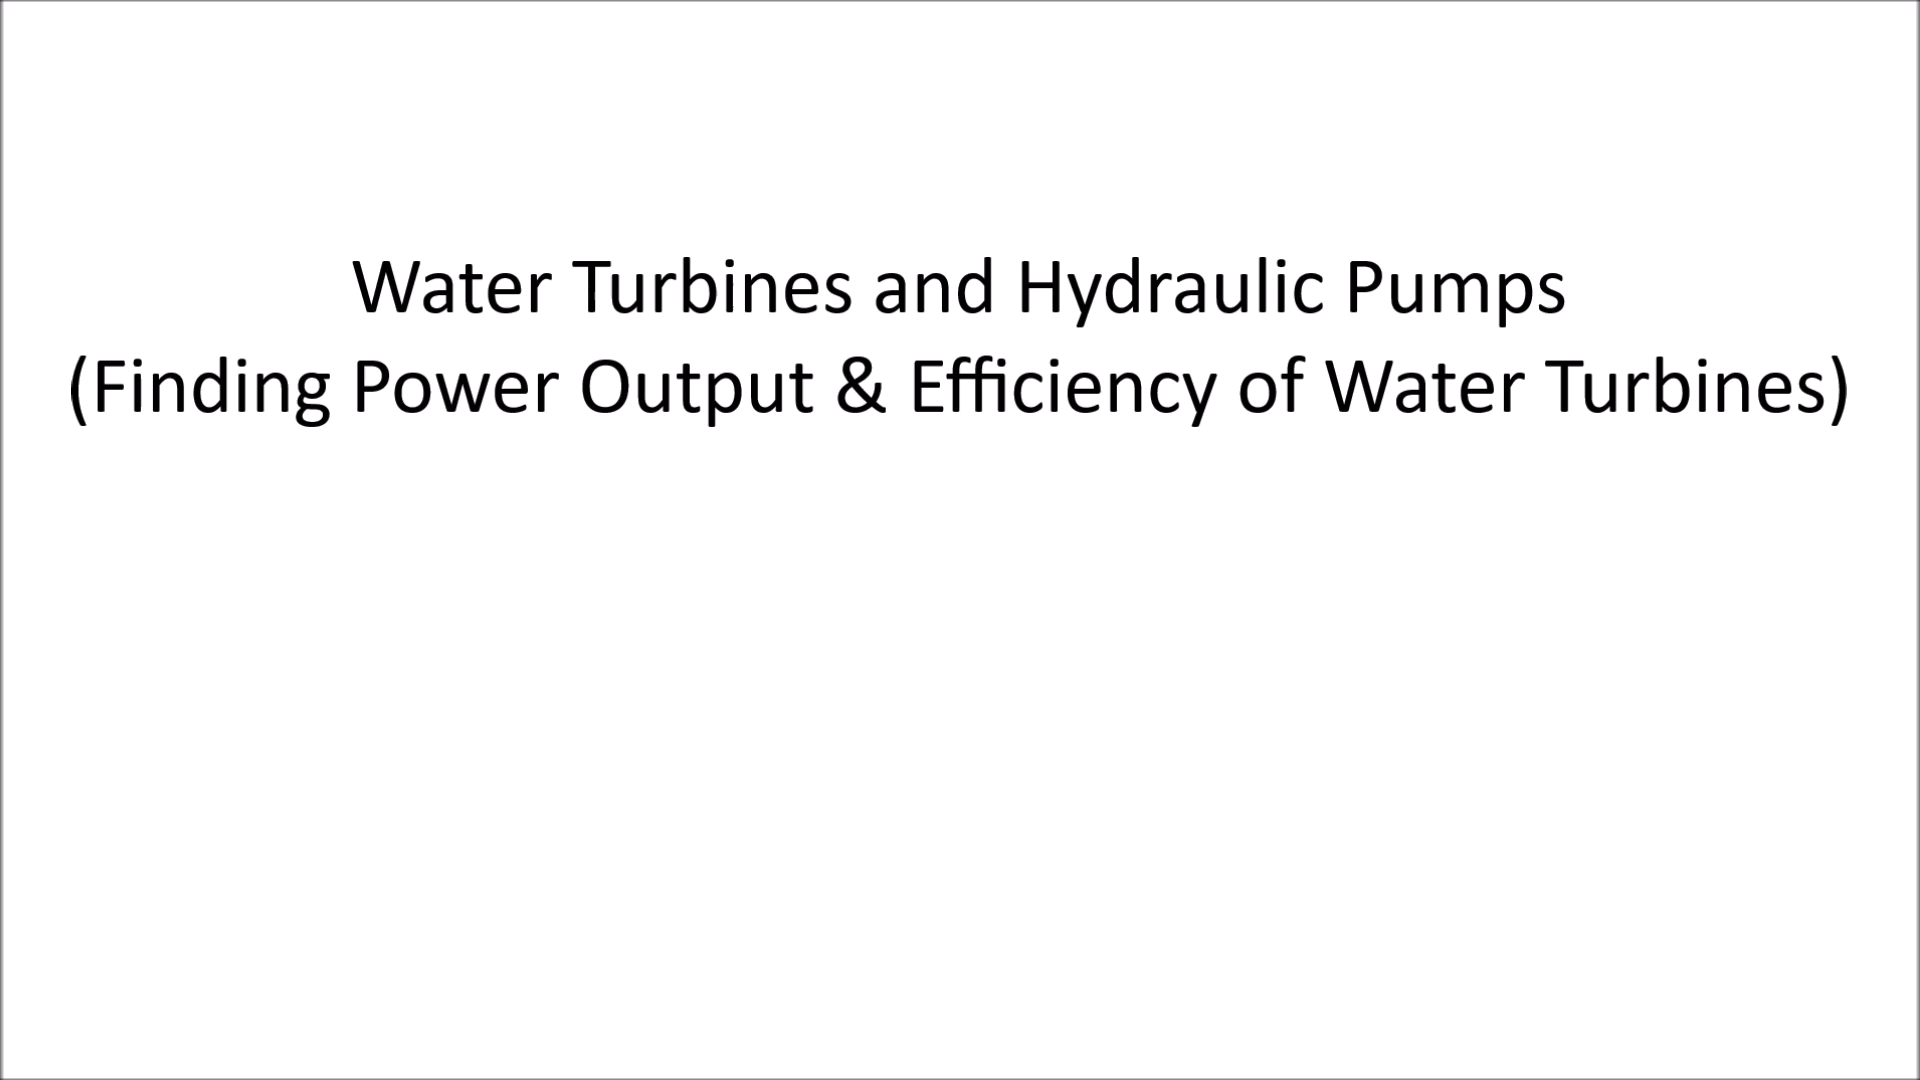 Water Turbines and Hydraulic Pumps
(Finding Power Output & Efficiency of Water Turbines)